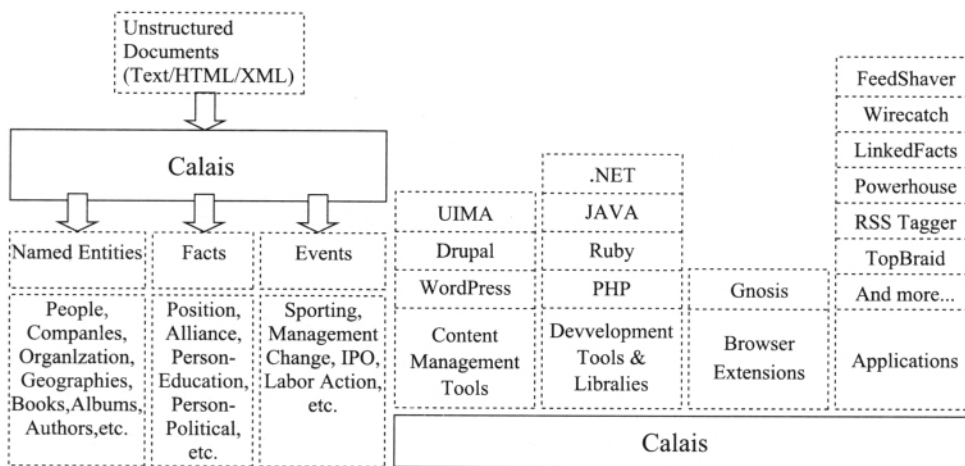 Unstructured
Documents
(Text/HTML/XML)
Calais
Named Entities
People,
Companles,
Organlzation,
Geographies,
Books,Albums,
Authors,etc.
Facts
Position,
Alliance,
Person-
Education,
Person-
Political,
etc.
Events
Sporting,
Management
Change, IPO,
Labor Action,
etc.
UIMA
Drupal
WordPress
Content
Management
Tools
.NET
JAVA
Ruby
PHP
Devvelopment
Tools &
Libralies
Gnosis
Browser
Extensions
FeedShaver
Wirecatch
LinkedFacts
Powerhouse
RSS Tagger
TopBraid
And more...
Applications
Calais